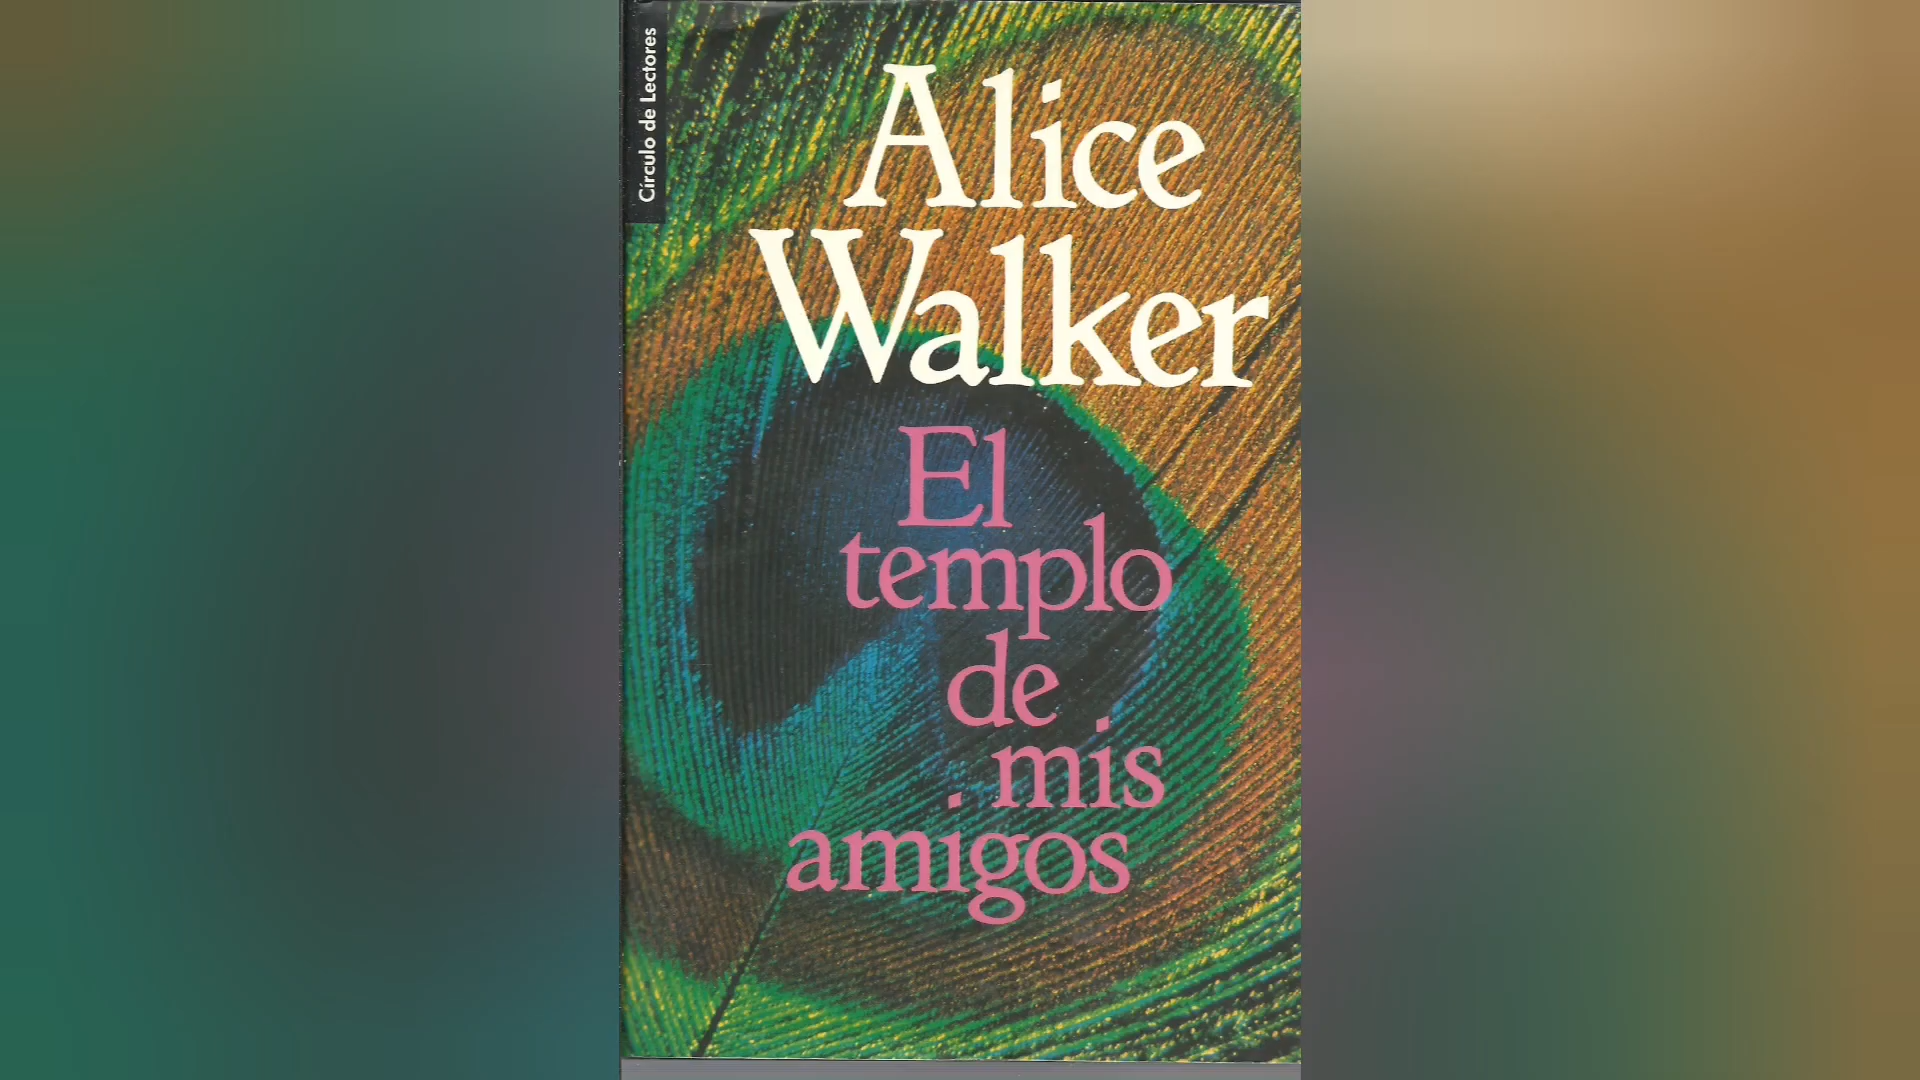 Círculo de Lectores
Alice
Walker
El
templo
de
mis
amigos